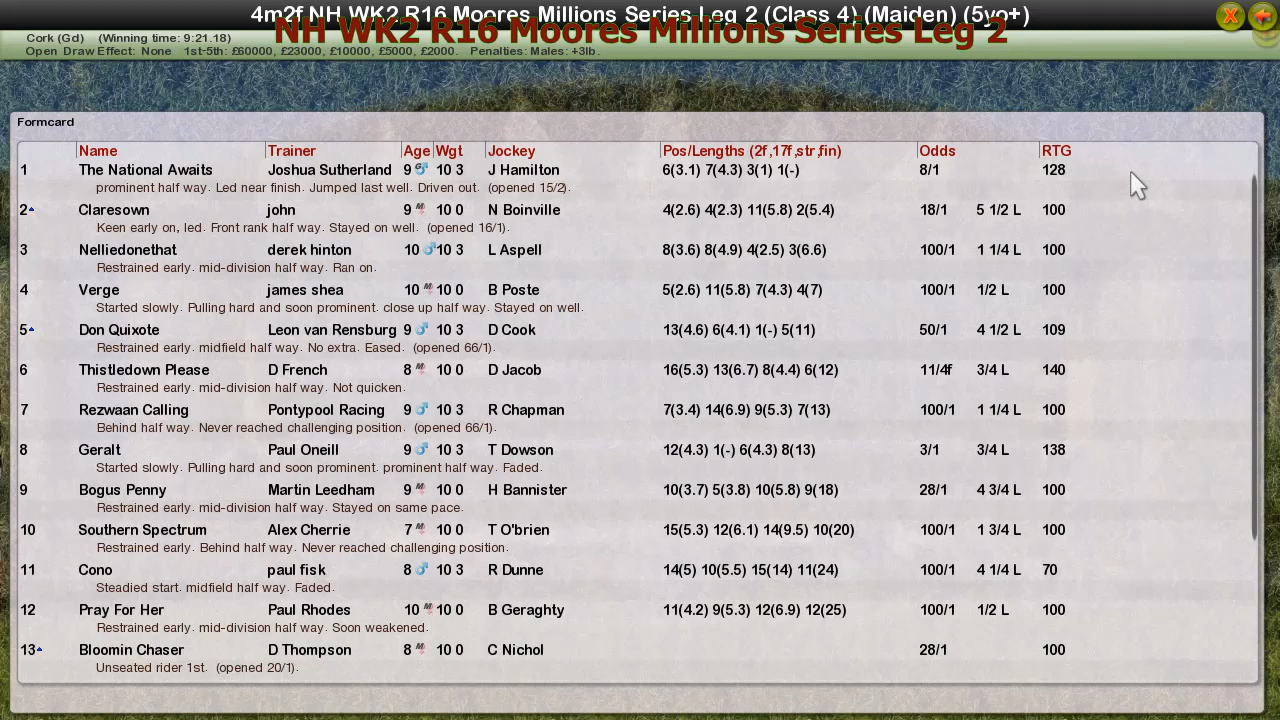 4m2f NH WK2 R16 Moores Millions Series Leg 2 (Class 4) (Maiden) (5yo+)
NH WK2 R16 Moores Millions Series Leg 2
Cork (Gd) (Winning time: 9:21.18)
Open Draw Effect: None 1st-5th: £60000, £23000, £10000, £5000, £2000. Penalties: Males: +3lb.
Formcard
Name Trainer Age Wgt Jockey Pos/Lengths (2f,17f,str,fin) Odds RTG
1 The National Awaits Joshua Sutherland 9 10 3 J Hamilton 6(3.1) 7(4.3) 3(1) 1(-) 8/1 128
prominent half way. Led near finish. Jumped last well. Driven out. (opened 15/2).
2 Claresown john 9 10 0 N Boinville 4(2.6) 4(2.3) 11(5.8) 2(5.4) 18/1 5 1/2 L 100
Keen early on, led. Front rank half way. Stayed on well. (opened 16/1).
3 Nelliedonethat derek hinton 10 10 3 L Aspell 8(3.6) 8(4.9) 4(2.5) 3(6.6) 100/1 1 1/4 L 100
Restrained early. mid-division half way. Ran on.
4 Verge james shea 10 10 0 B Poste 5(2.6) 11(5.8) 7(4.3) 4(7) 100/1 1/2 L 100
Started slowly. Pulling hard and soon prominent. close up half way. Stayed on well.
5 Don Quixote Leon van Rensburg 9 10 3 D Cook 13(4.6) 6(4.1) 1(-) 5(11) 50/1 4 1/2 L 109
Restrained early. midfield half way. No extra. Eased. (opened 66/1).
6 Thistledown Please D French 8 10 0 D Jacob 16(5.3) 13(6.7) 8(4.4) 6(12) 11/4f 3/4 L 140
Restrained early. mid-division half way. Not quicken.
7 Rezwaan Calling Pontypool Racing 9 10 3 R Chapman 7(3.4) 14(6.9) 9(5.3) 7(13) 100/1 1 1/4 L 100
Behind half way. Never reached challenging position. (opened 66/1).
8 Geralt Paul Oneill 9 10 3 T Dowson 12(4.3) 1(-) 6(4.3) 8(13) 3/1 3/4 L 138
Started slowly. Pulling hard and soon prominent. prominent half way. Faded.
9 Bogus Penny Martin Leedham 9 10 0 H Bannister 10(3.7) 5(3.8) 10(5.8) 9(18) 28/1 4 3/4 L 100
Restrained early. mid-division half way. Stayed on same pace.
10 Southern Spectrum Alex Cherrie 7 10 0 T O'brien 15(5.3) 12(6.1) 14(9.5) 10(20) 100/1 1 3/4 L 100
Restrained early. Behind half way. Never reached challenging position.
11 Cono paul fisk 8 10 3 R Dunne 14(5) 10(5.5) 15(14) 11(24) 100/1 4 1/4 L 70
Steadied start. midfield half way. Faded.
12 Pray For Her Paul Rhodes 10 10 0 B Geraghty 11(4.2) 9(5.3) 12(6.9) 12(25) 100/1 1/2 L 100
Restrained early. mid-division half way. Soon weakened.
13 Bloomin Chaser D Thompson 8 10 0 C Nichol 28/1 100
Unseated rider 1st. (opened 20/1).